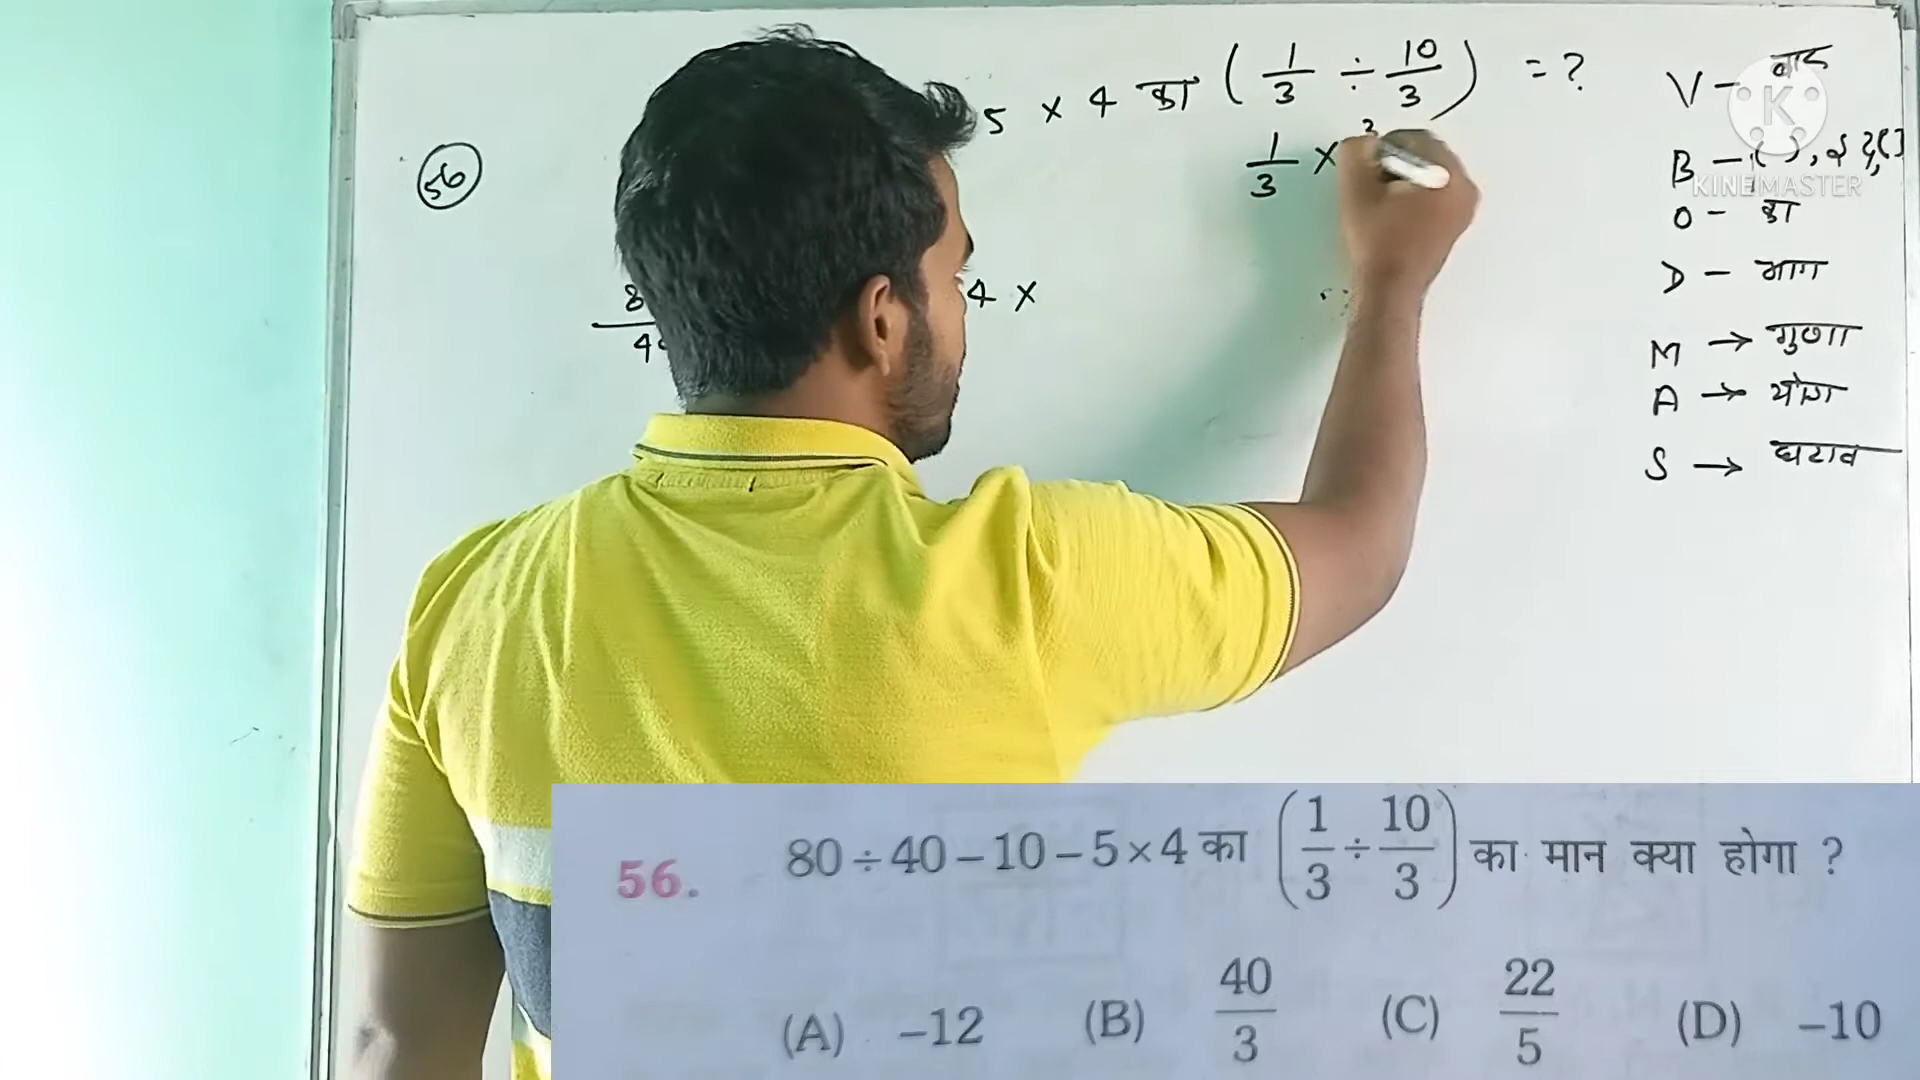 5 × 4 का ( 1/3 ÷ 10/3 ) = ?
56
1/3 ×
4 ×
V –
B – ( ), { }, [ ]
O – का
D – भाग
M → गुणा
A → योग
S → घटाव
K
KINEMASTER
56. 80 ÷ 40 – 10 – 5 × 4 का ( 1/3 ÷ 10/3 ) का मान क्या होगा ?
(A) –12 (B) 40/3 (C) 22/5 (D) –10